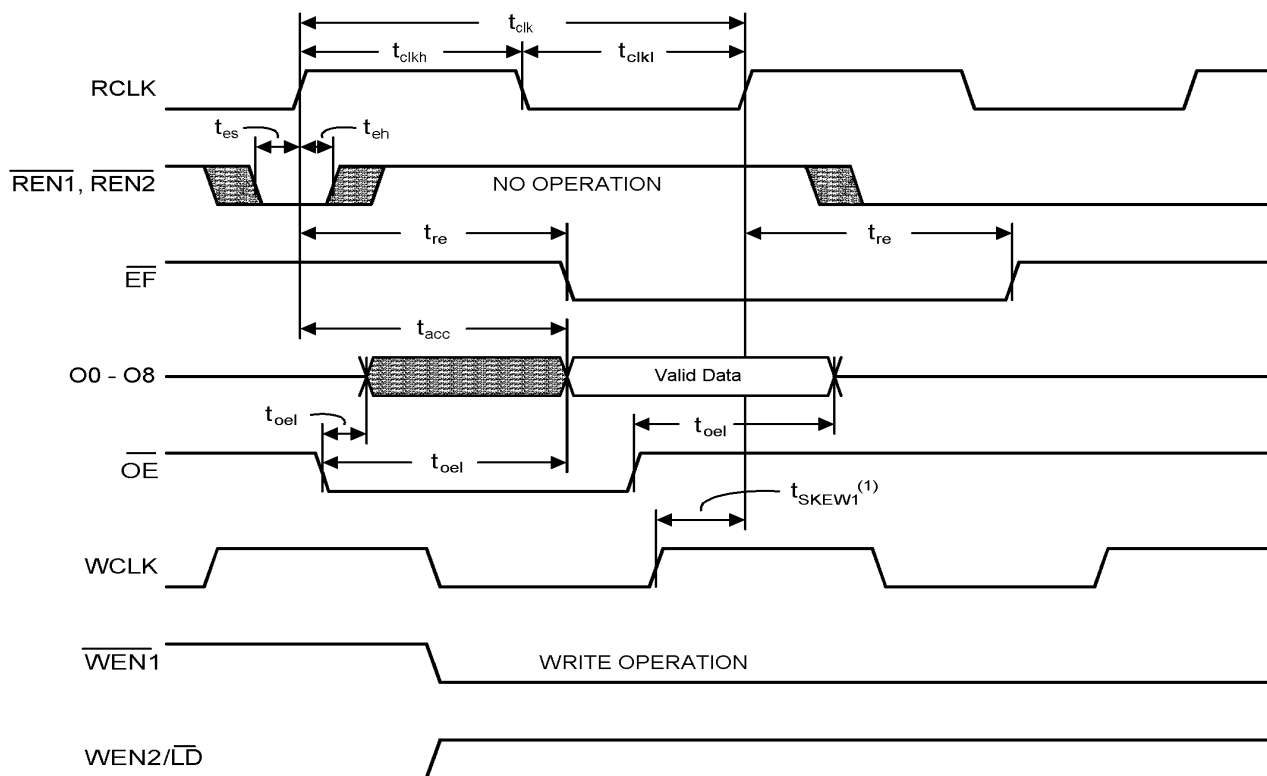 tclk
tclkh
tclkl
RCLK
tes
teh
REN1, REN2
NO OPERATION
tre
tre
EF
tacc
O0 - O8
Valid Data
toel
toel
toel
OE
tSKEW1(1)
WCLK
WEN1
WRITE OPERATION
WEN2/LD